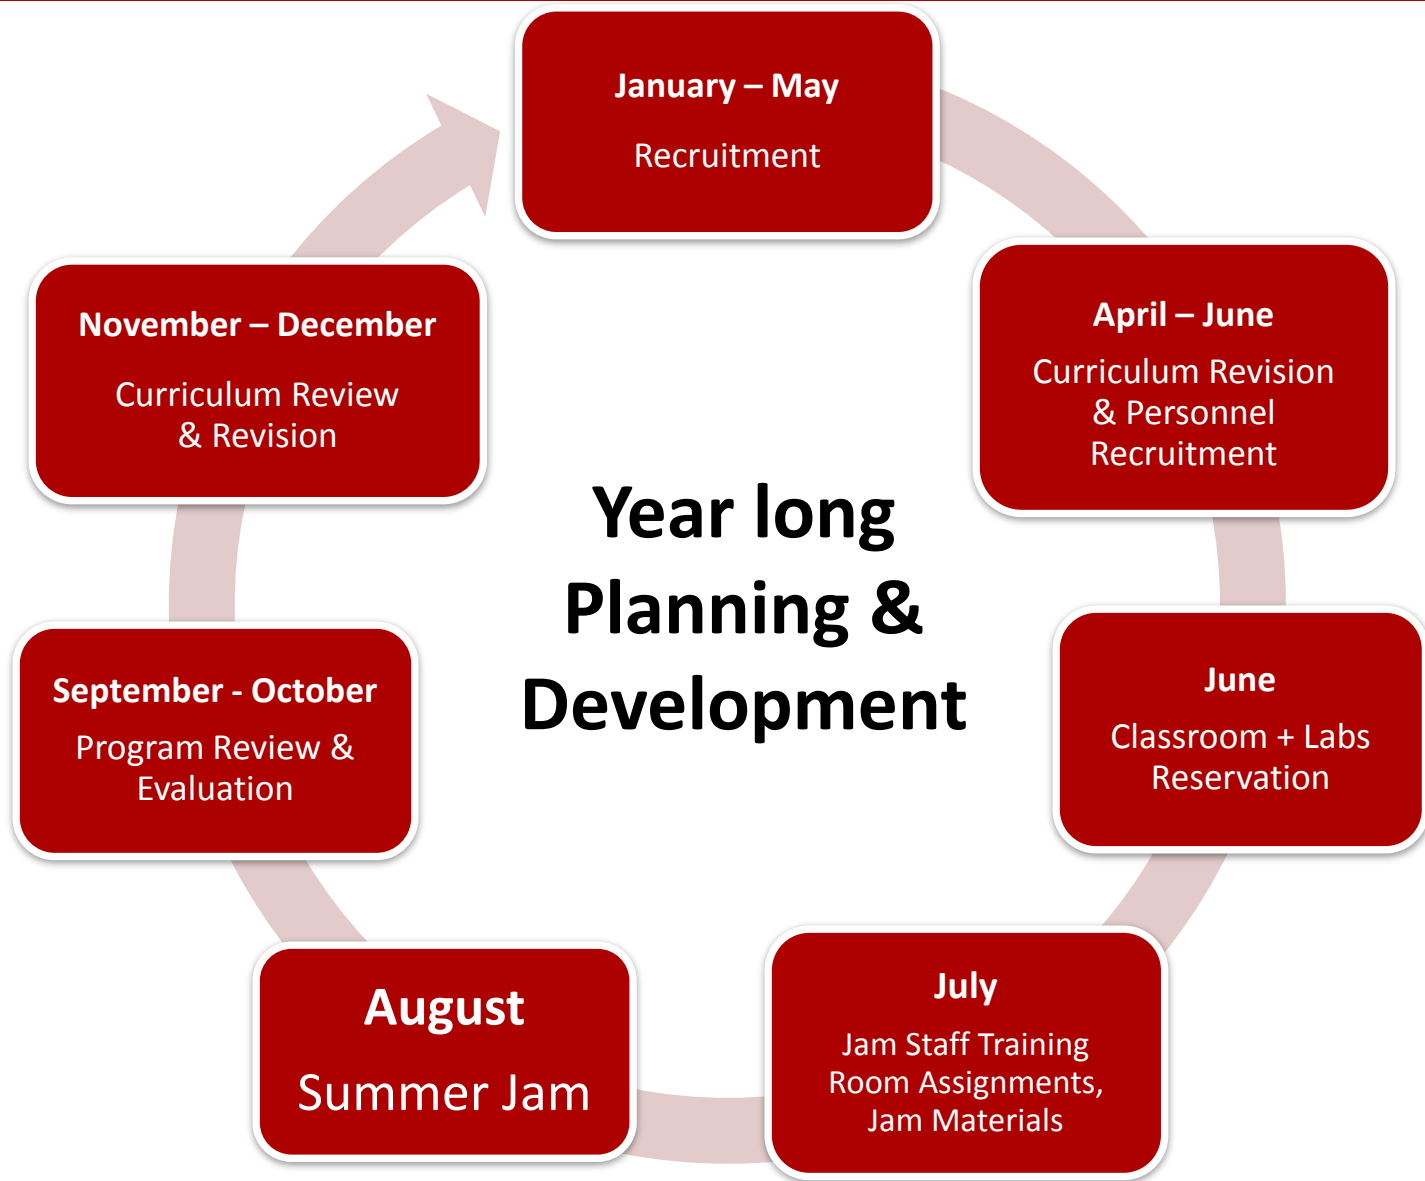 January – May
Recruitment
April – June
Curriculum Revision
& Personnel
Recruitment
June
Classroom + Labs
Reservation
July
Jam Staff Training
Room Assignments,
Jam Materials
August
Summer Jam
September - October
Program Review &
Evaluation
November – December
Curriculum Review
& Revision
Year long
Planning &
Development